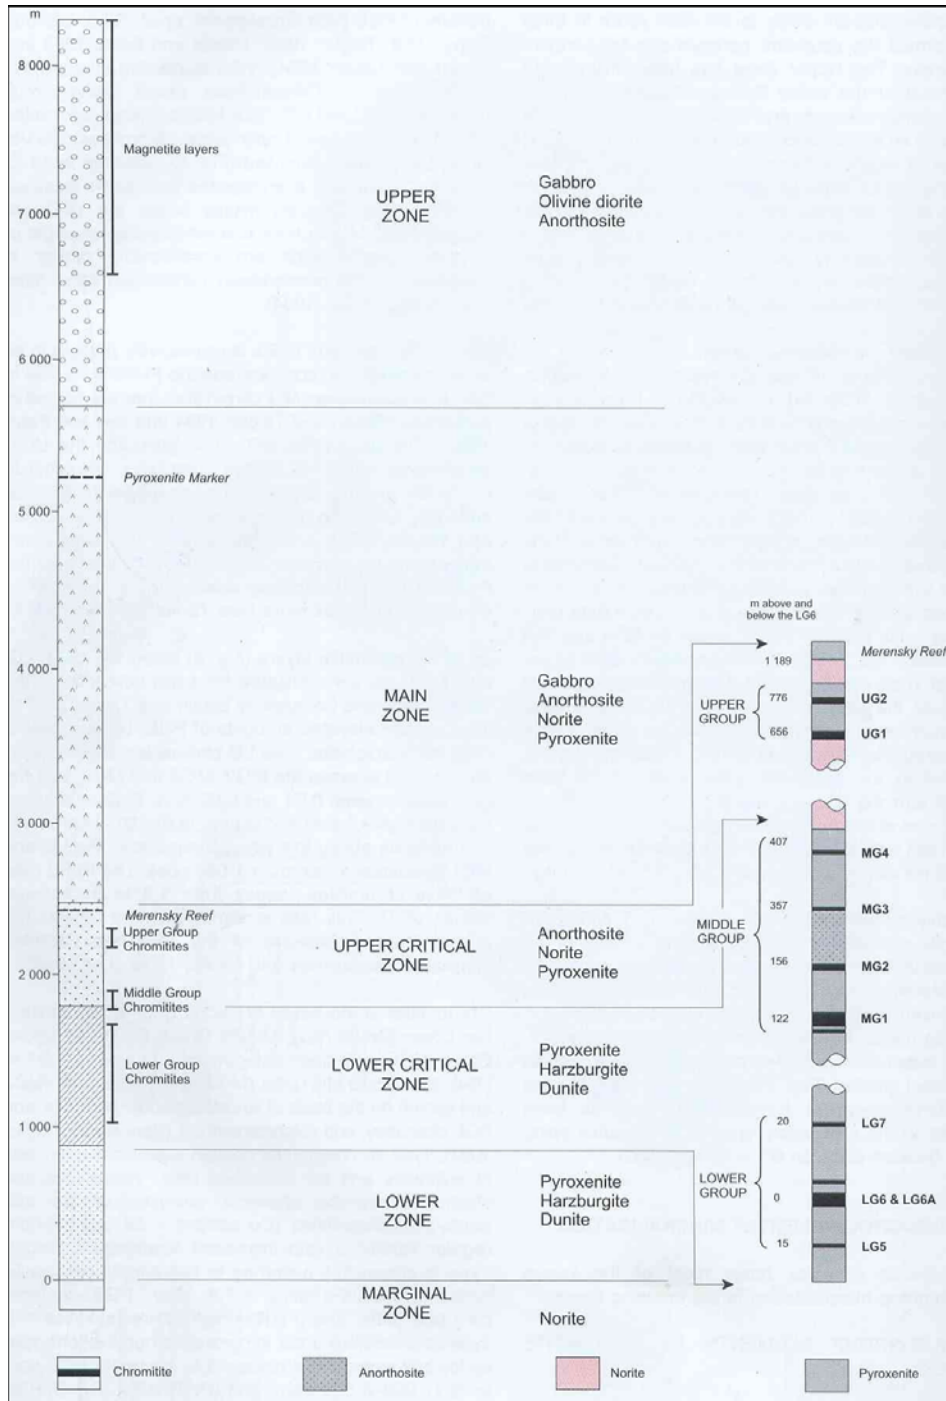 m
8 000
Magnetite layers
7 000
UPPER
ZONE
Gabbro
Olivine diorite
Anorthosite
6 000
Pyroxenite Marker
5 000
m above and
below the LG6
4 000
MAIN
ZONE
Gabbro
Anorthosite
Norite
Pyroxenite
Merensky Reef
1 189
UPPER
GROUP
776
UG2
656
UG1
3 000
407
MG4
357
MG3
MIDDLE
GROUP
156
MG2
122
MG1
Merensky Reef
Upper Group
Chromitites
2 000
Middle Group
Chromitites
UPPER CRITICAL
ZONE
Anorthosite
Norite
Pyroxenite
Lower Group
Chromitites
LOWER CRITICAL
ZONE
Pyroxenite
Harzburgite
Dunite
1 000
20
LG7
LOWER
GROUP
0
LG6 & LG6A
15
LG5
LOWER
ZONE
Pyroxenite
Harzburgite
Dunite
0
MARGINAL
ZONE
Norite
Chromitite
Anorthosite
Norite
Pyroxenite